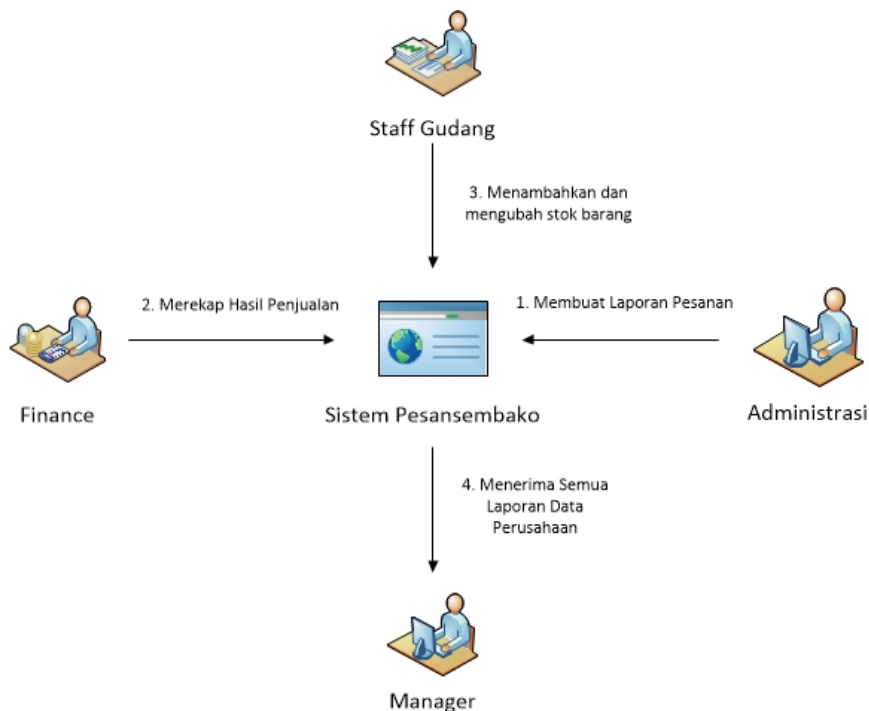 Staff Gudang
3. Menambahkan dan
mengubah stok barang
2. Merekap Hasil Penjualan
1. Membuat Laporan Pesanan
Finance
Sistem Pesansembako
Administrasi
4. Menerima Semua
Laporan Data
Perusahaan
Manager